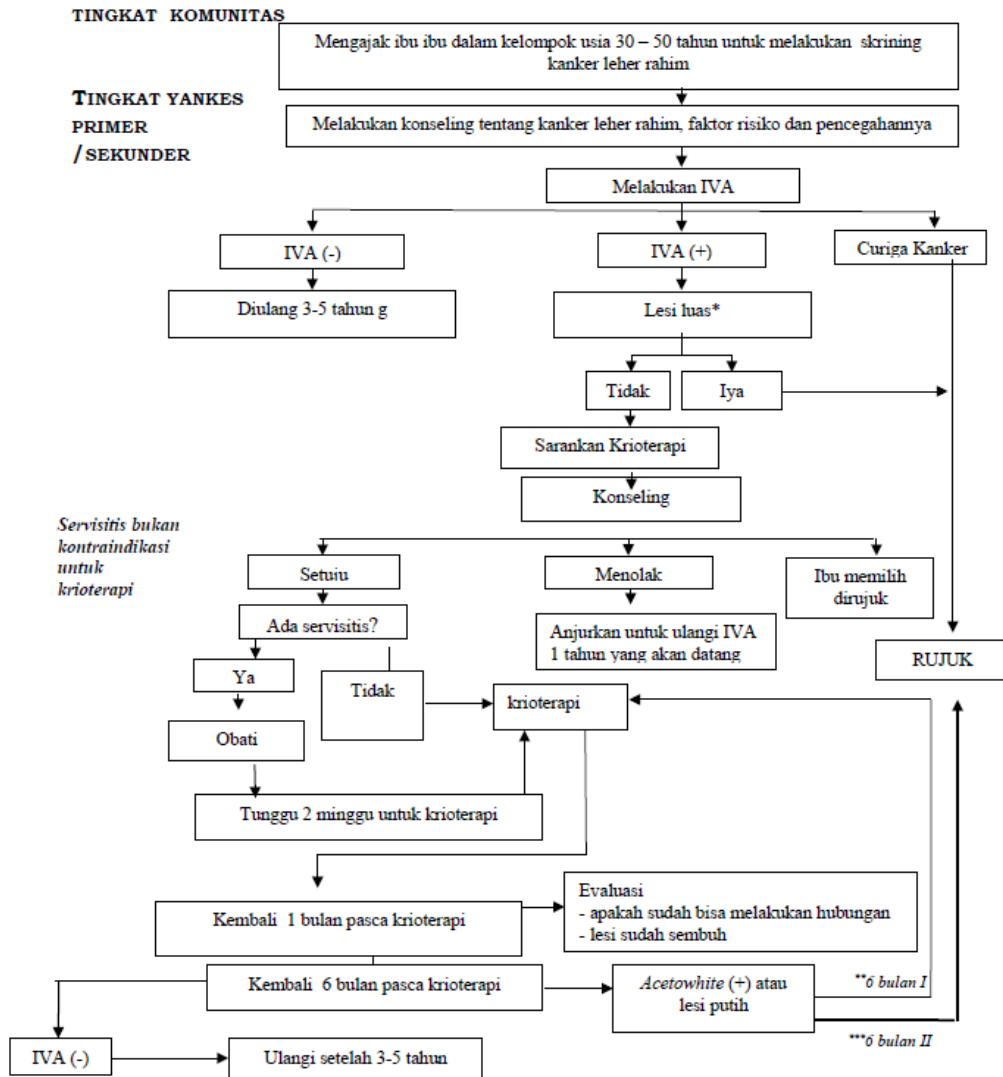 TINGKAT KOMUNITAS
Mengajak ibu ibu dalam kelompok usia 30 – 50 tahun untuk melakukan skrining
kanker leher rahim
TINGKAT YANKES
PRIMER
/SEKUNDER
Melakukan konseling tentang kanker leher rahim, faktor risiko dan pencegahannya
Melakukan IVA
IVA (-)
IVA (+)
Curiga Kanker
Diulang 3-5 tahun g
Lesi luas*
Tidak
Iya
Sarankan Krioterapi
Konseling
Servisitis bukan
kontraindikasi
untuk
krioterapi
Setuiu
Menolak
Ibu memilih
dirujuk
Ada servisitis?
Anjurkan untuk ulangi IVA
1 tahun yang akan datang
RUJUK
Ya
Tidak
krioterapi
Obati
Tunggu 2 minggu untuk krioterapi
Evaluasi
- apakah sudah bisa melakukan hubungan
- lesi sudah sembuh
Kembali 1 bulan pasca krioterapi
Kembali 6 bulan pasca krioterapi
Acetowhite (+) atau
lesi putih
**6 bulan I
***6 bulan II
IVA (-)
Ulangi setelah 3-5 tahun